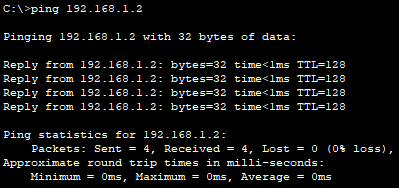 C:\>ping 192.168.1.2
Pinging 192.168.1.2 with 32 bytes of data:
Reply from 192.168.1.2: bytes=32 time<1ms TTL=128
Reply from 192.168.1.2: bytes=32 time<1ms TTL=128
Reply from 192.168.1.2: bytes=32 time<1ms TTL=128
Reply from 192.168.1.2: bytes=32 time<1ms TTL=128
Ping statistics for 192.168.1.2:
    Packets: Sent = 4, Received = 4, Lost = 0 (0% loss),
Approximate round trip times in milli-seconds:
    Minimum = 0ms, Maximum = 0ms, Average = 0ms